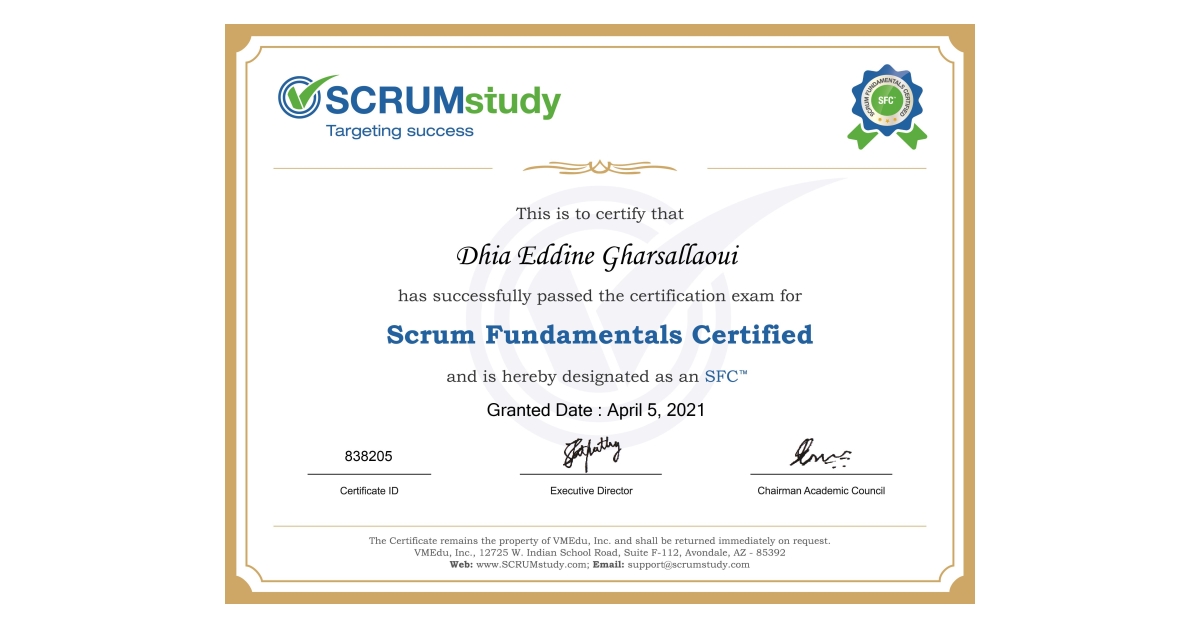 SCRUMstudy
Targeting success
SCRUM FUNDAMENTALS CERTIFIED
SFC
This is to certify that
Dhia Eddine Gharsallaoui
has successfully passed the certification exam for
Scrum Fundamentals Certified
and is hereby designated as an SFC™
Granted Date : April 5, 2021
838205
Certificate ID
Executive Director
Chairman Academic Council
The Certificate remains the property of VMEdu, Inc. and shall be returned immediately on request.
VMEdu, Inc., 12725 W. Indian School Road, Suite F-112, Avondale, AZ - 85392
Web: www.SCRUMstudy.com; Email: support@scrumstudy.com